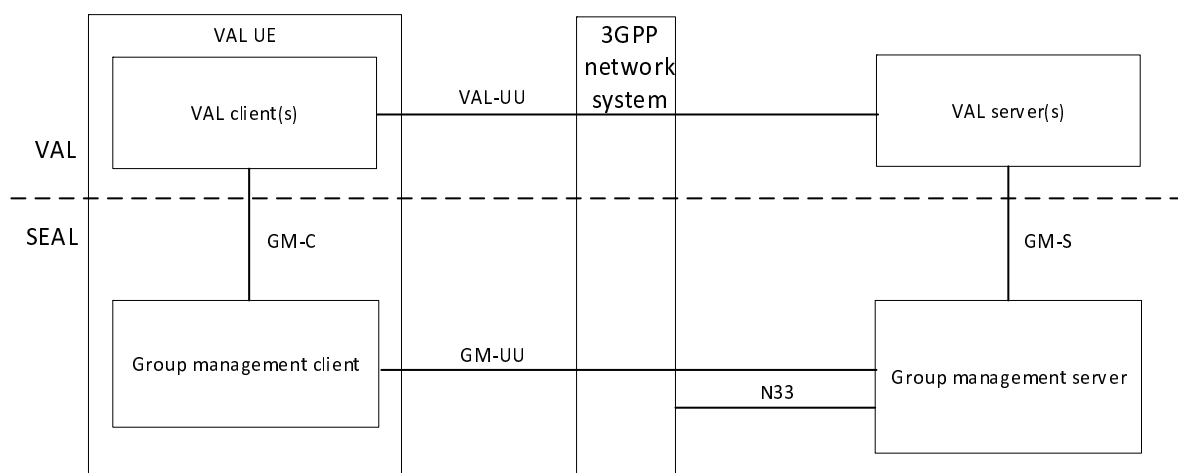 VAL UE
3GPP
network
system
VAL client(s)
VAL-UU
VAL server(s)
VAL
SEAL
GM-C
GM-S
Group management client
GM-UU
Group management server
N33